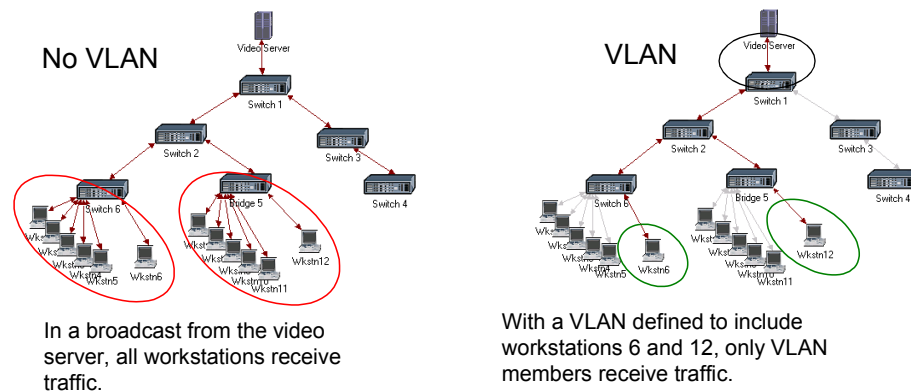 No VLAN
Video Server
Switch 1
Switch 2
Switch 3
Switch 4
Switch 6
Bridge 5
Wkstn5
Wkstn6
Wkstn12
Wkstn11
In a broadcast from the video
server, all workstations receive
traffic.
VLAN
Video Server
Switch 1
Switch 2
Switch 3
Switch 4
Switch 6
Bridge 5
Wkstn5
Wkstn6
Wkstn12
Wkstn11
With a VLAN defined to include
workstations 6 and 12, only VLAN
members receive traffic.